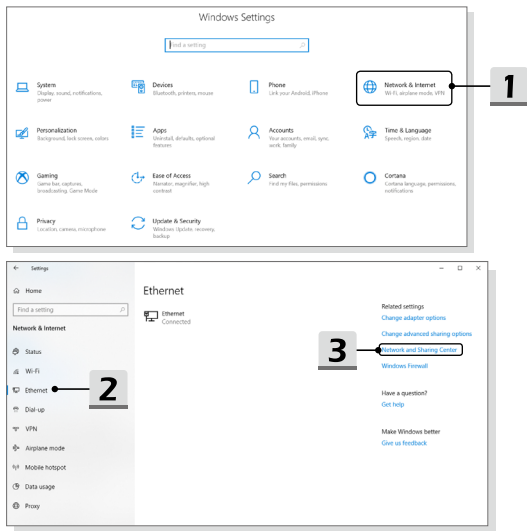 Windows Settings
Find a setting
System
Display, sound, notifications,
power
Devices
Bluetooth, printers, mouse
Phone
Link your Android, iPhone
Network & Internet
Wi-Fi, airplane mode, VPN
1
Personalization
Background, lock screen, colors
Apps
Uninstall, defaults, optional
features
Accounts
Your accounts, email, sync,
work, family
Time & Language
Speech, region, date
Gaming
Game bar, captures,
broadcasting, Game Mode
Ease of Access
Narrator, magnifier, high
contrast
Search
Find my files, permissions
Cortana
Cortana language, permissions,
notifications
Privacy
Location, camera, microphone
Update & Security
Windows Update, recovery,
backup
Settings
Home
Find a setting
Network & Internet
Status
Wi-Fi
Ethernet
2
Dial-up
VPN
Airplane mode
Mobile hotspot
Data usage
Proxy
Ethernet
Ethernet
Connected
Related settings
Change adapter options
Change advanced sharing options
3
Network and Sharing Center
Windows Firewall
Have a question?
Get help
Make Windows better
Give us feedback